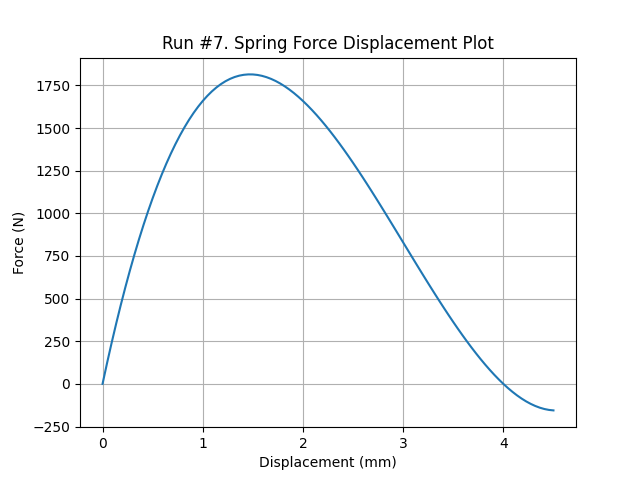 Run #7. Spring Force Displacement Plot
Force (N)
1750
1500
1250
1000
750
500
250
0
−250
0 1 2 3 4
Displacement (mm)